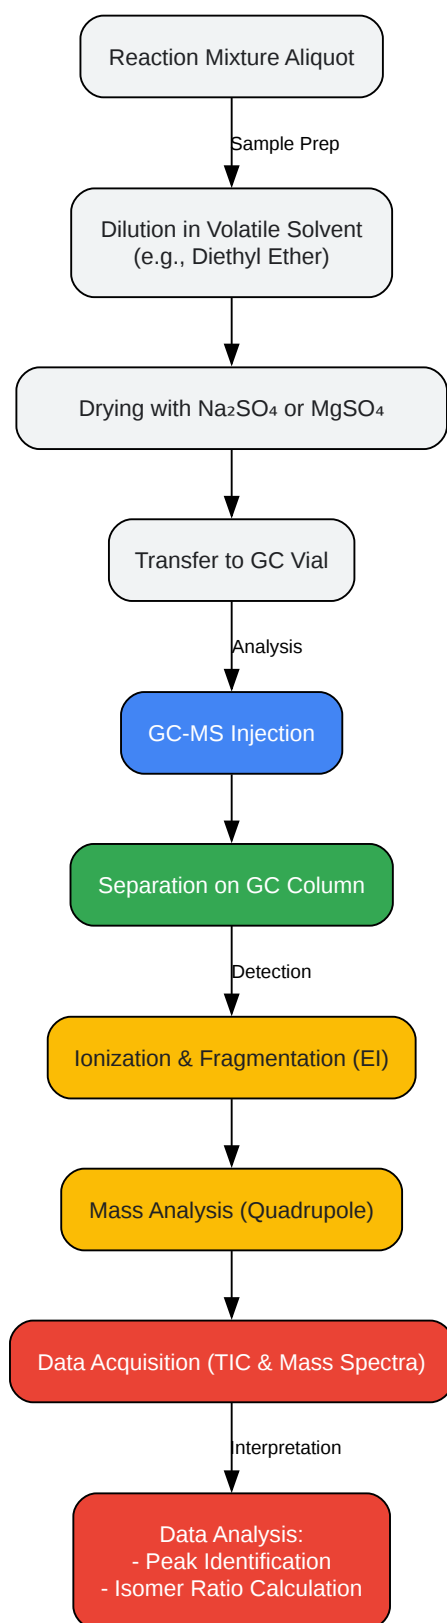 Reaction Mixture Aliquot
Sample Prep
Dilution in Volatile Solvent
(e.g., Diethyl Ether)
Drying with Na₂SO₄ or MgSO₄
Transfer to GC Vial
Analysis
GC-MS Injection
Separation on GC Column
Detection
Ionization & Fragmentation (EI)
Mass Analysis (Quadrupole)
Data Acquisition (TIC & Mass Spectra)
Interpretation
Data Analysis:
- Peak Identification
- Isomer Ratio Calculation